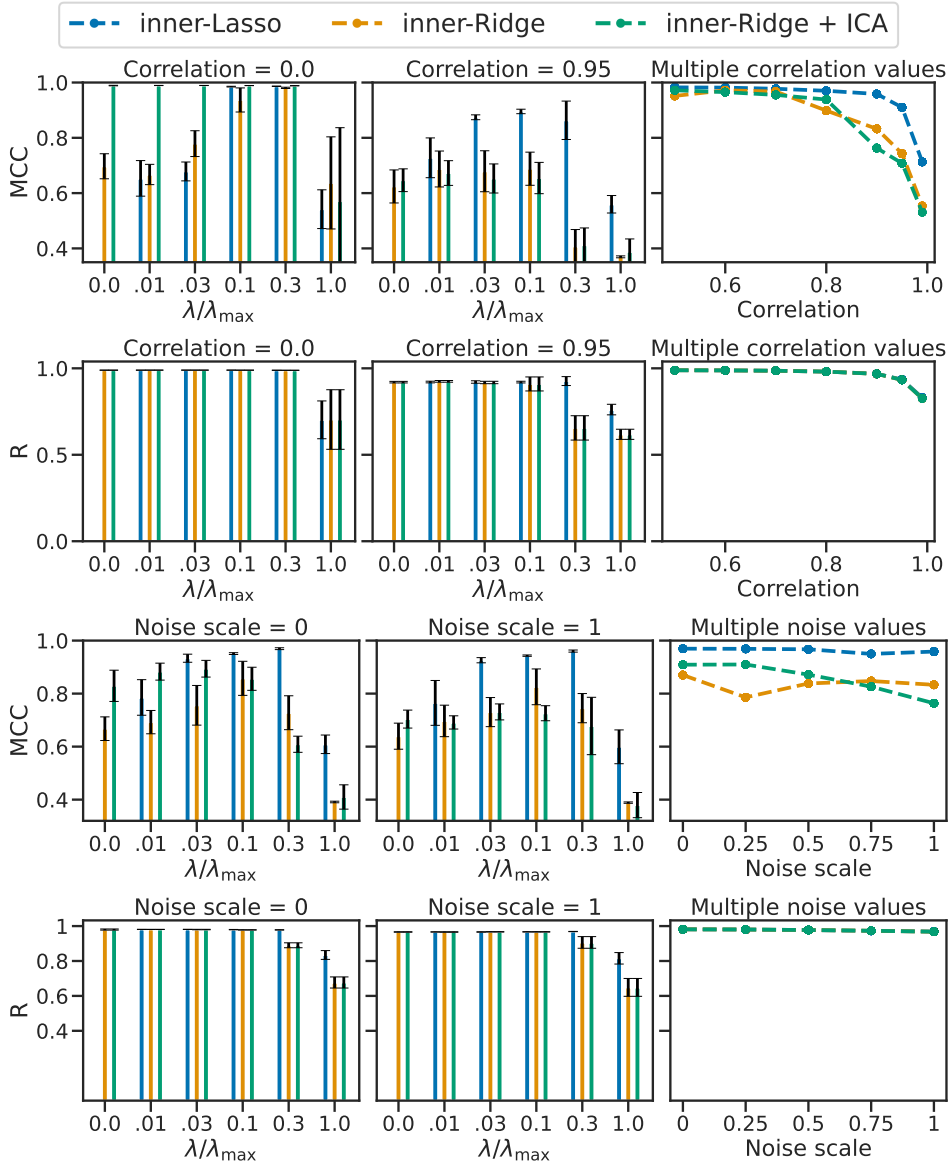 inner-Lasso inner-Ridge inner-Ridge + ICA
Correlation = 0.0 Correlation = 0.95 Multiple correlation values
MCC
1.0
0.8
0.6
0.4
0.0 .01 .03 0.1 0.3 1.0 0.0 .01 .03 0.1 0.3 1.0 0.6 0.8 1.0
λ/λmax λ/λmax Correlation
Correlation = 0.0 Correlation = 0.95 Multiple correlation values
R
1.0
0.5
0.0
0.0 .01 .03 0.1 0.3 1.0 0.0 .01 .03 0.1 0.3 1.0 0.6 0.8 1.0
λ/λmax λ/λmax Correlation
Noise scale = 0 Noise scale = 1 Multiple noise values
MCC
1.0
0.8
0.6
0.4
0.0 .01 .03 0.1 0.3 1.0 0.0 .01 .03 0.1 0.3 1.0 0 0.25 0.5 0.75 1
λ/λmax λ/λmax Noise scale
Noise scale = 0 Noise scale = 1 Multiple noise values
R
1
0.8
0.6
0.4
0.0 .01 .03 0.1 0.3 1.0 0.0 .01 .03 0.1 0.3 1.0 0 0.25 0.5 0.75 1
λ/λmax λ/λmax Noise scale